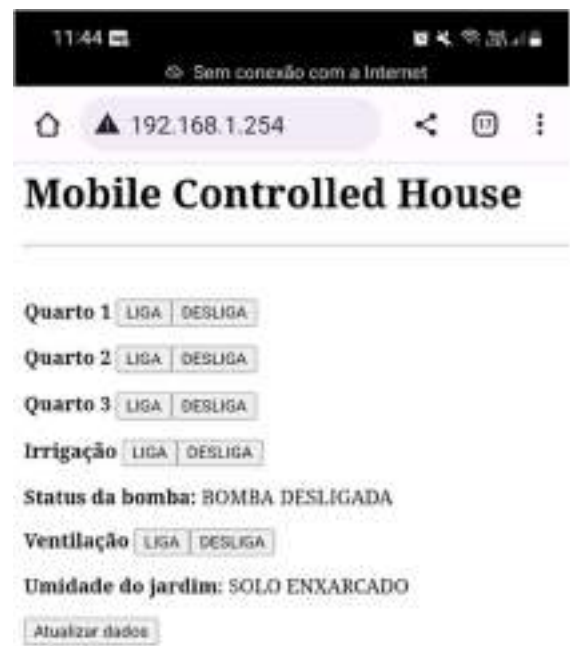 11:44
Sem conexão com a Internet
192.168.1.254
17
Mobile Controlled House
Quarto 1 LIGA DESLIGA
Quarto 2 LIGA DESLIGA
Quarto 3 LIGA DESLIGA
Irrigação LIGA DESLIGA
Status da bomba: BOMBA DESLIGADA
Ventilação LIGA DESLIGA
Umidade do jardim: SOLO ENXARCADO
Atualizar dados